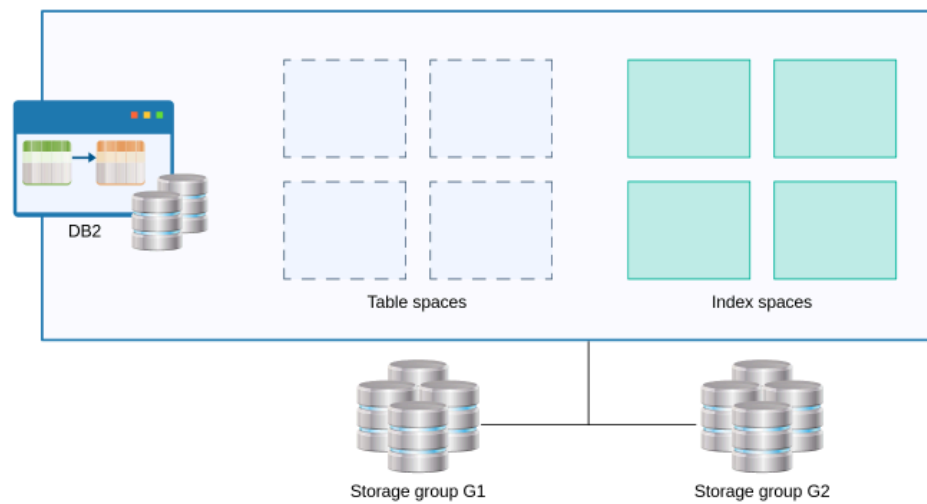 DB2
Table spaces
Index spaces
Storage group G1
Storage group G2